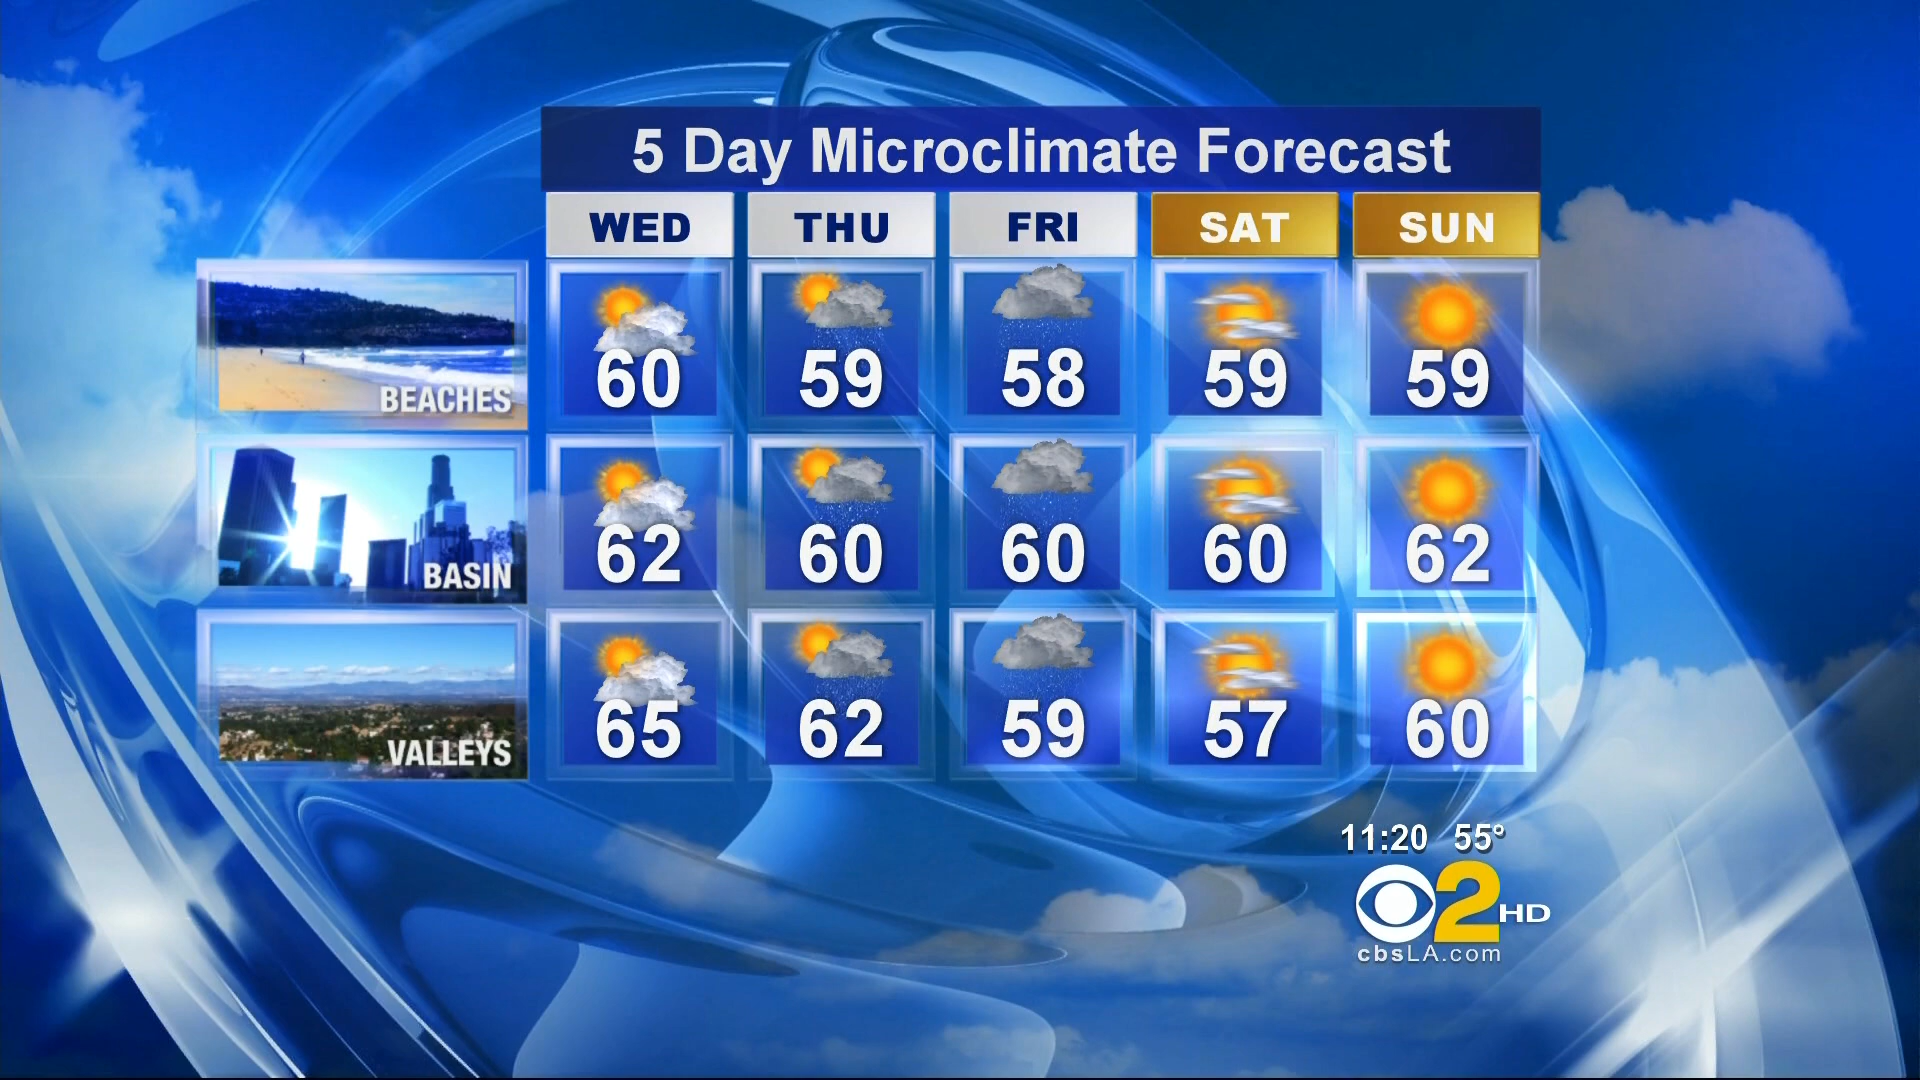 5 Day Microclimate Forecast
WED THU FRI SAT SUN
BEACHES 60 59 58 59 59
BASIN 62 60 60 60 62
VALLEYS 65 62 59 57 60
11:20 55°
2 HD
cbsLA.com